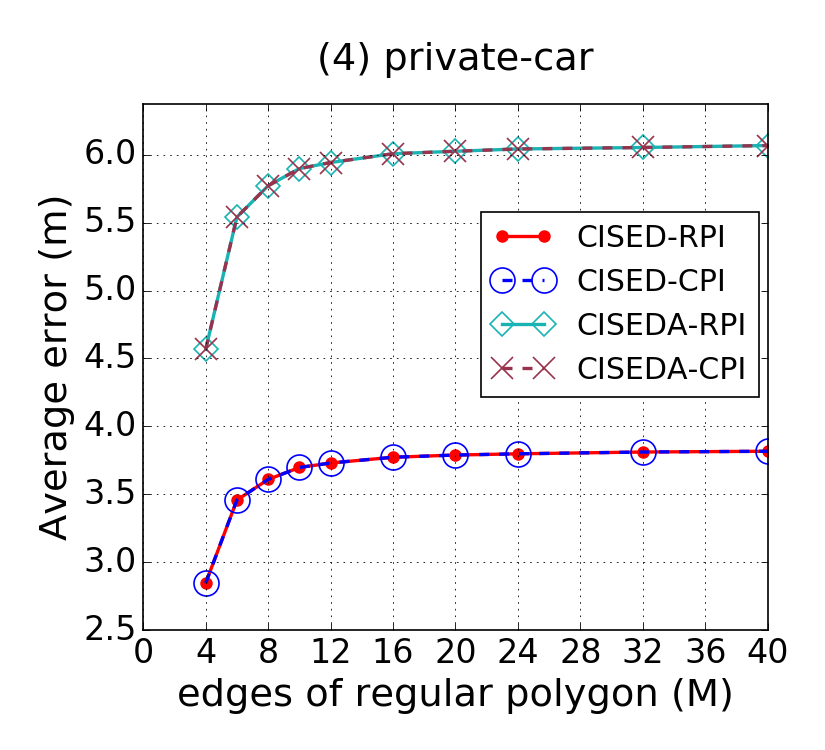 (4) private-car
Average error (m)
6.0
5.5
5.0
4.5
4.0
3.5
3.0
2.5
CISED-RPI
CISED-CPI
CISEDA-RPI
CISEDA-CPI
0 4 8 12 16 20 24 28 32 36 40
edges of regular polygon (M)